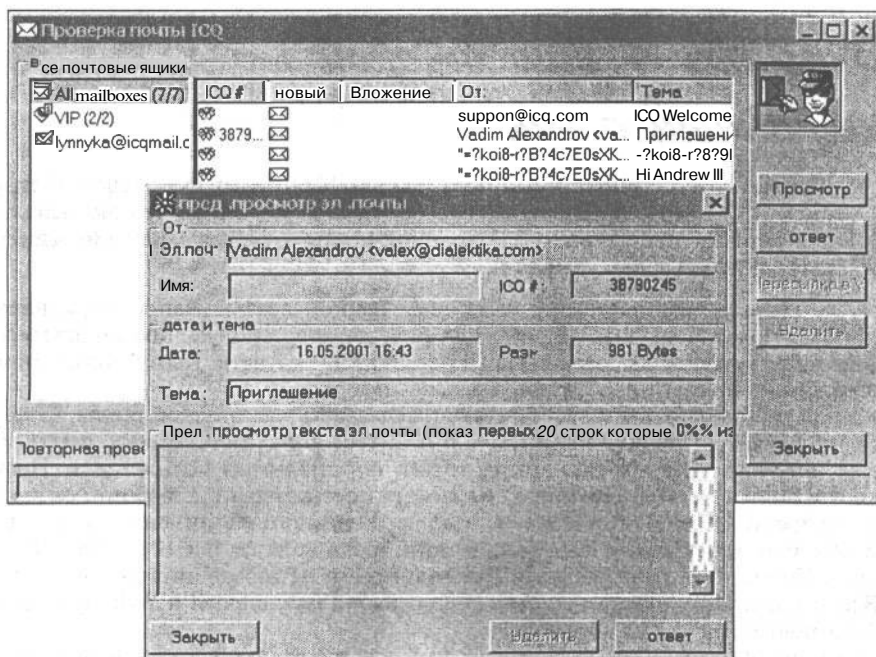 Проверка почты ICQ
Все почтовые ящики
All mailboxes (7/7)
VIP (2/2)
lynnyka@icqmail.c
ICQ # новый Вложение От: Тема
suppon@icq.com ICO Welcome
3879... Vadim Alexandrov <va... Приглашени
"=?koi8-r?B?4c7E0sXK... -?koi8-r?8?9I
"=?koi8-r?B?4c7E0sXK... Hi Andrew III
Просмотр
ответ
Пересылка в V
Удалить
Повторная прове
Закрыть
пред .просмотр эл .почты
От:
Эл.поч Vadim Alexandrov <valex@dialektika.com>
Имя: ICQ #: 38790245
дата и тема
Дата: 16.05.2001 16:43 Разм 981 Bytes
Тема: Приглашение
Прел .просмотр текста эл почты (показ первых 20 строк которые 0%% из
Закрыть Удалить ответ